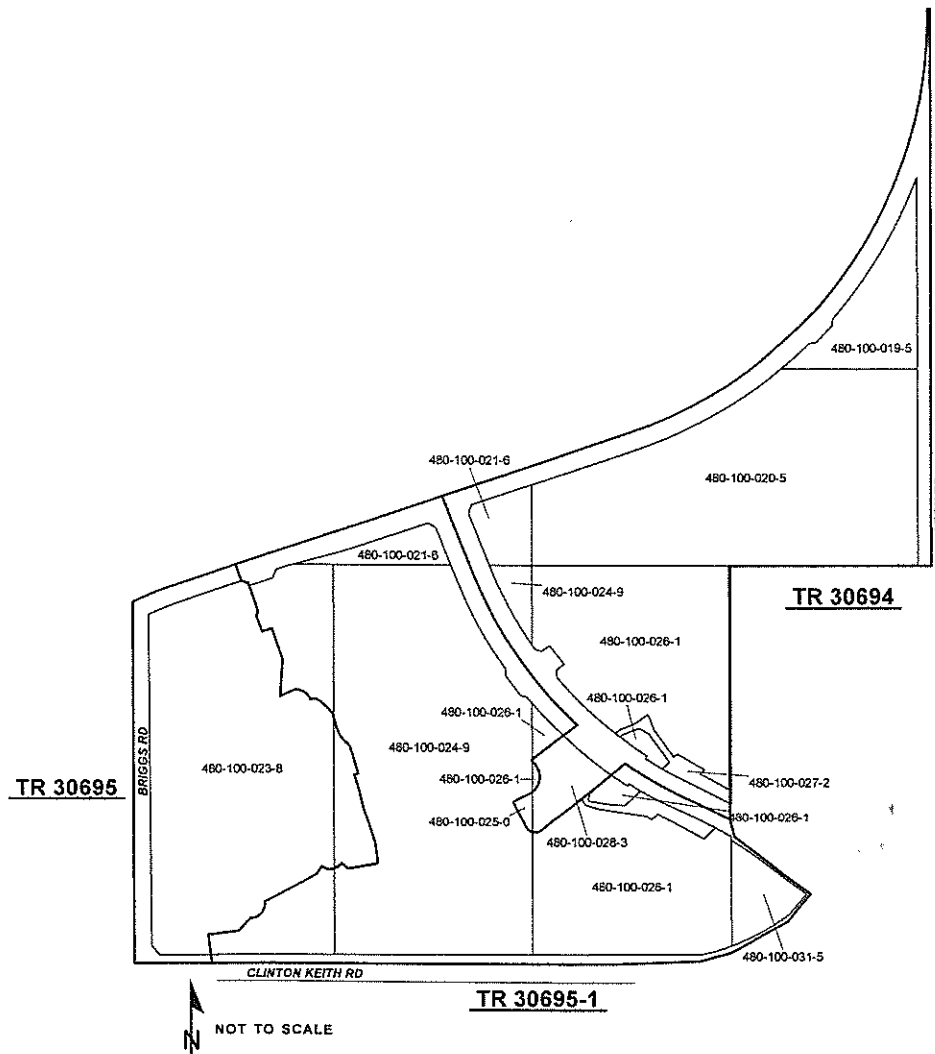 480-100-019-5
480-100-021-6
480-100-020-5
480-100-021-6
480-100-024-9
TR 30694
480-100-026-1
480-100-026-1
480-100-026-1
BRIGGS RD
480-100-024-9
480-100-023-8
480-100-026-1
480-100-027-2
TR 30695
480-100-026-1
480-100-025-0
480-100-028-3
480-100-026-1
480-100-031-5
CLINTON KEITH RD
TR 30695-1
N
NOT TO SCALE